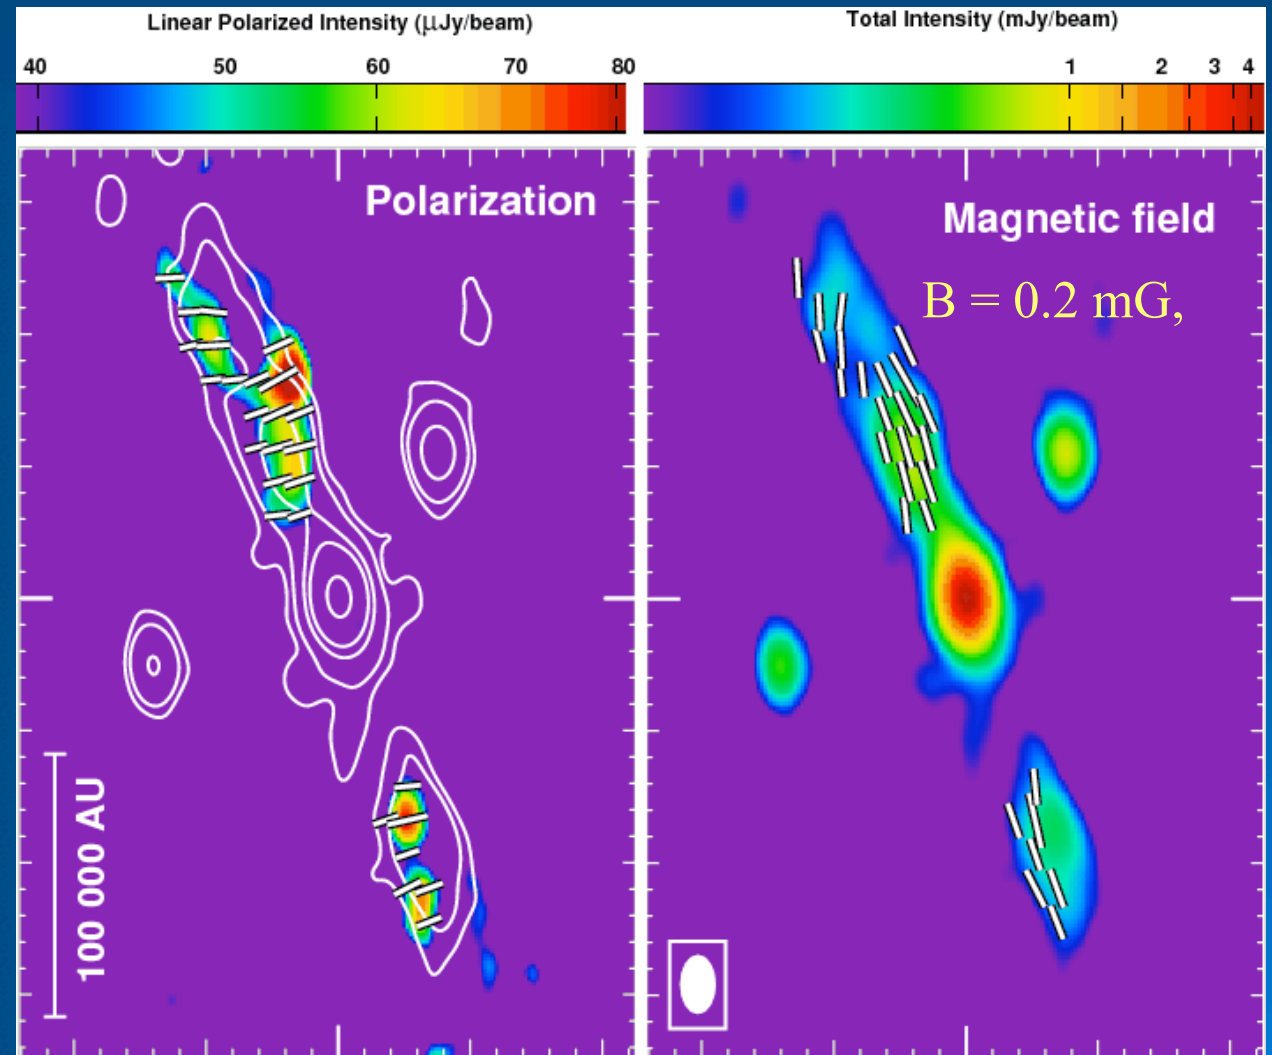 Linear Polarized Intensity (μJy/beam)
40 50 60 70 80
Polarization
100 000 AU
Total Intensity (mJy/beam)
1 2 3 4
Magnetic field
B = 0.2 mG,